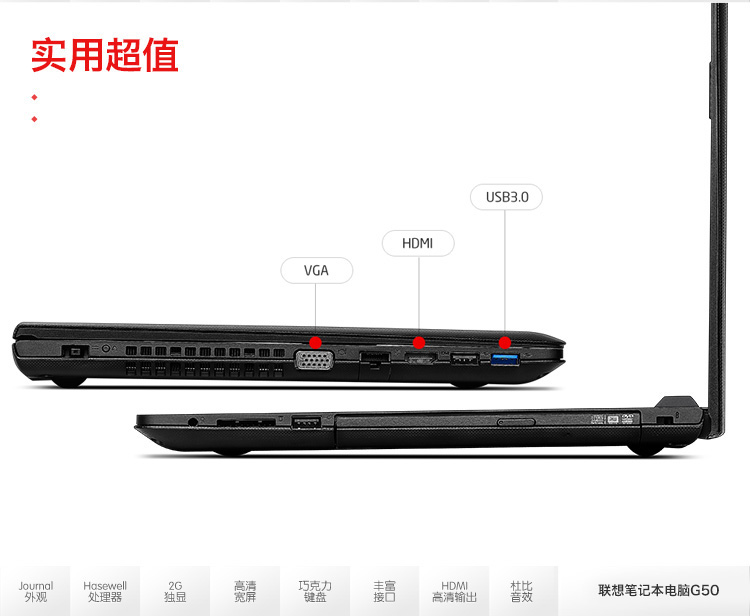 实用超值
USB3.0
HDMI
VGA
Journal
外观
Hasewell
处理器
2G
独显
高清
宽屏
巧克力
键盘
丰富
接口
HDMI
高清输出
杜比
音效
联想笔记本电脑G50